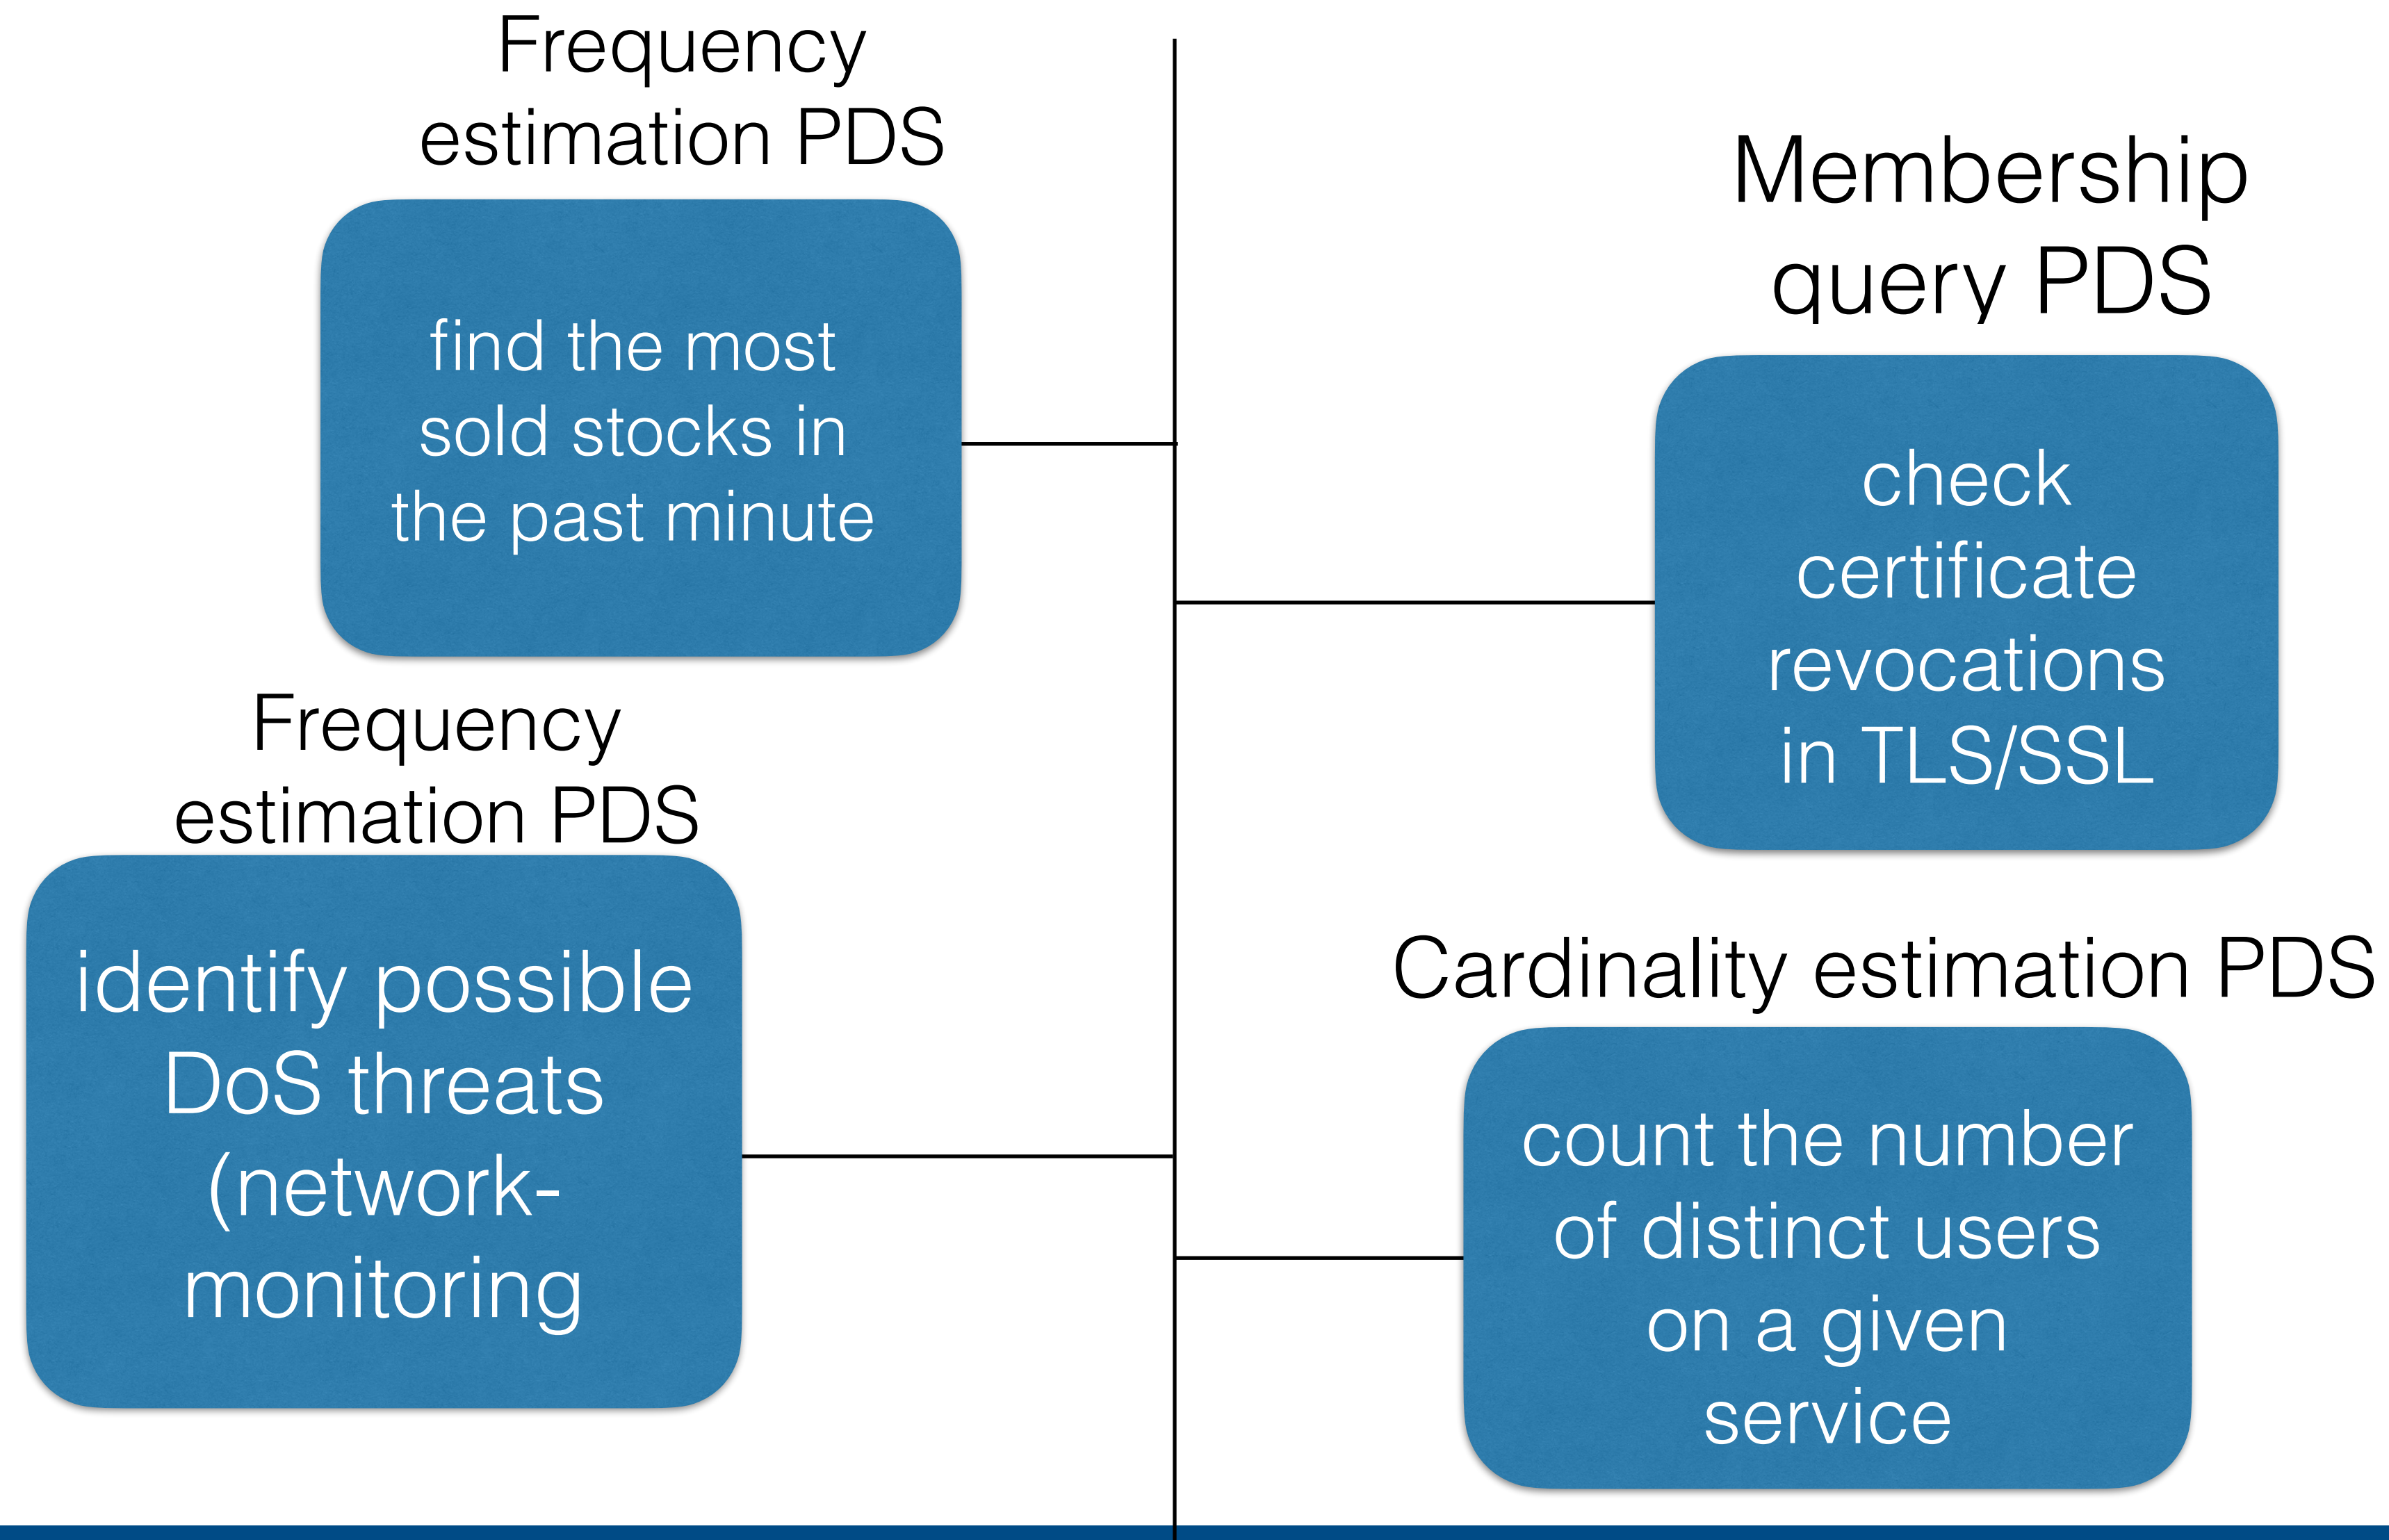 Frequency
estimation PDS
find the most
sold stocks in
the past minute
Membership
query PDS
check
certificate
revocations
in TLS/SSL
Frequency
estimation PDS
identify possible
DoS threats
(network-
monitoring
Cardinality estimation PDS
count the number
of distinct users
on a given
service